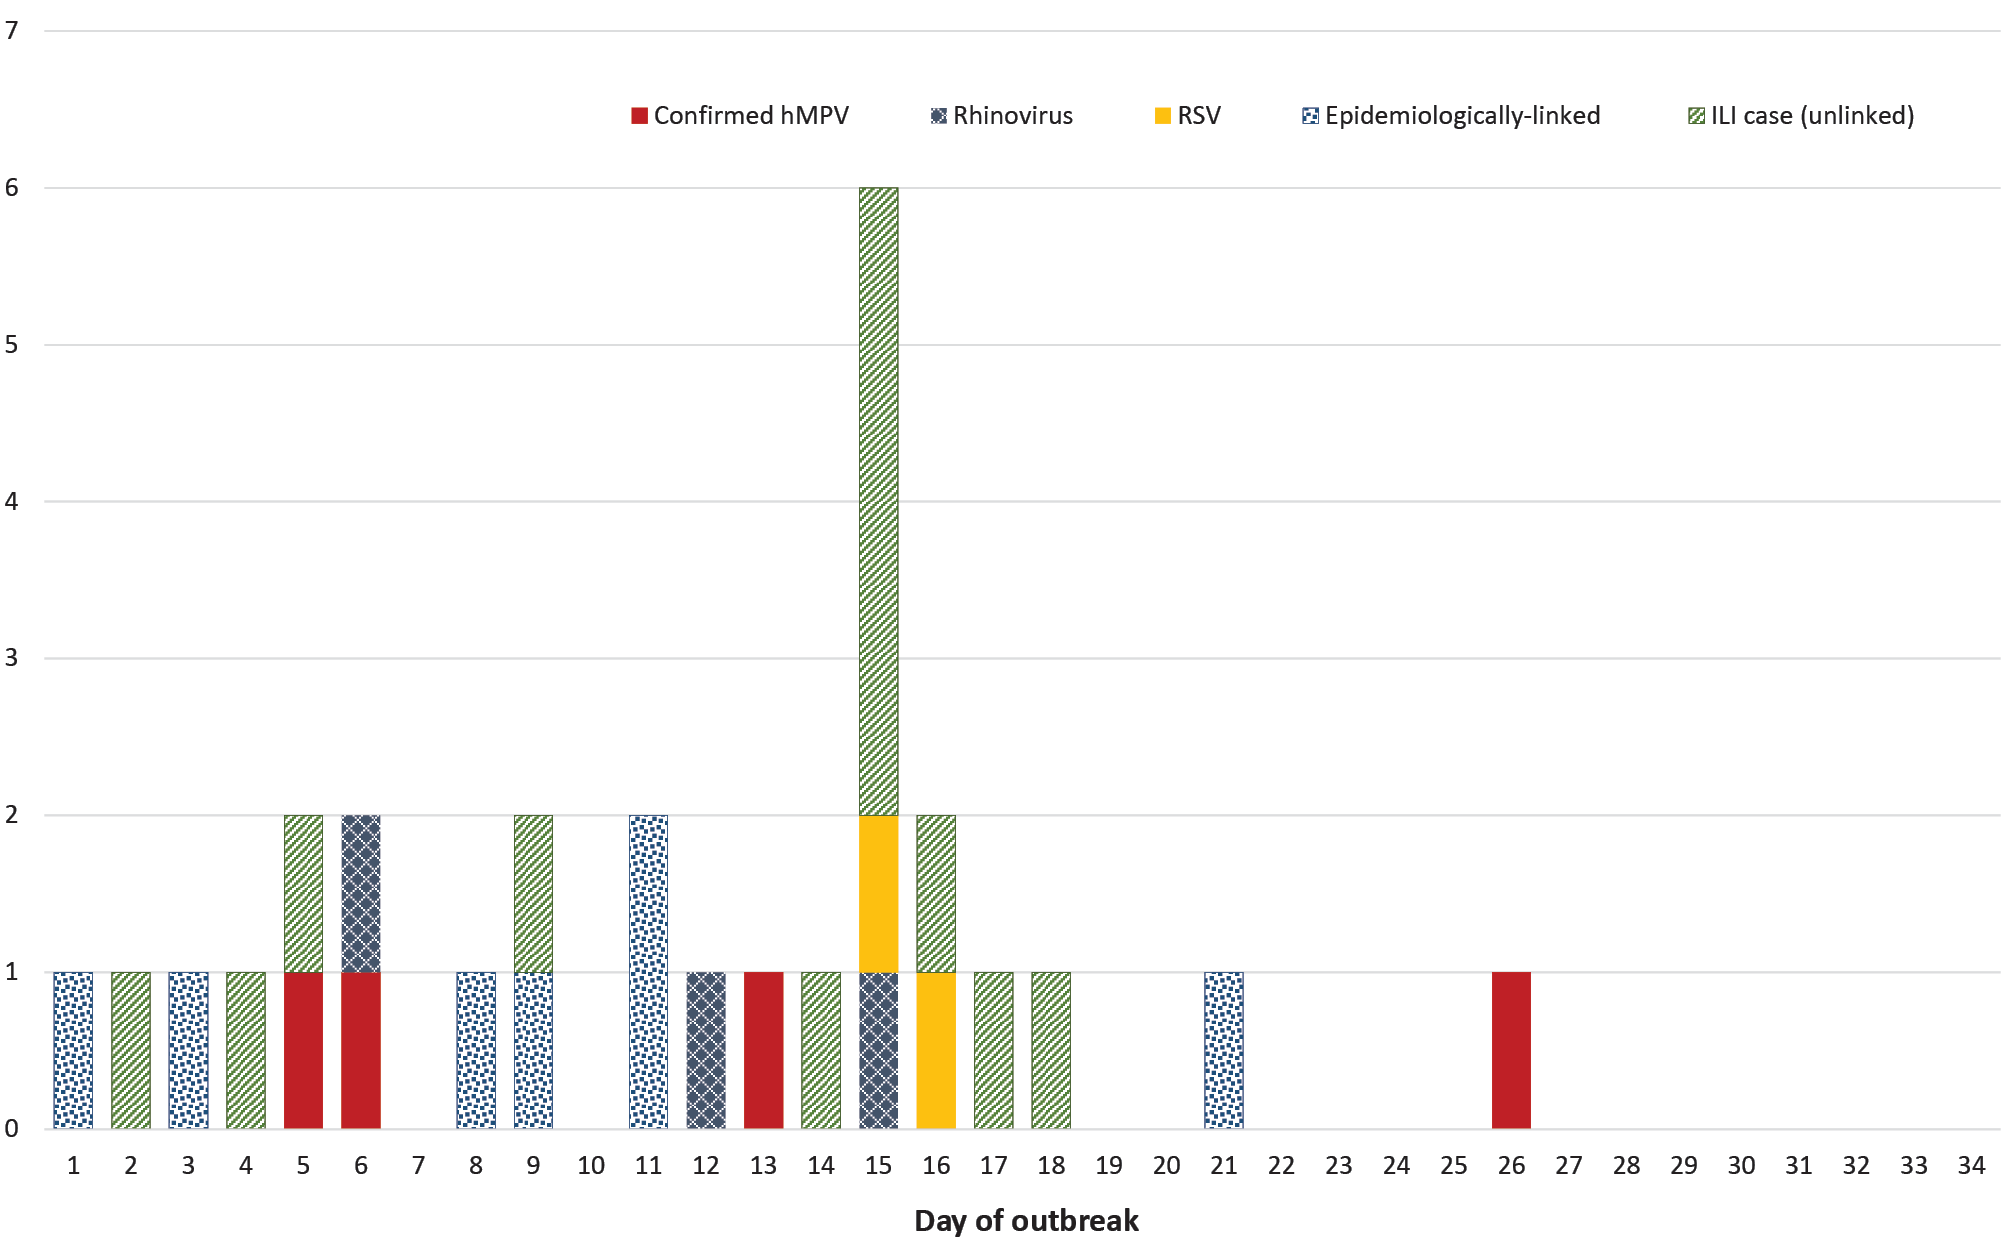 7
Confirmed hMPV Rhinovirus RSV Epidemiologically-linked ILI case (unlinked)
6
5
4
3
2
1
0
1 2 3 4 5 6 7 8 9 10 11 12 13 14 15 16 17 18 19 20 21 22 23 24 25 26 27 28 29 30 31 32 33 34
Day of outbreak